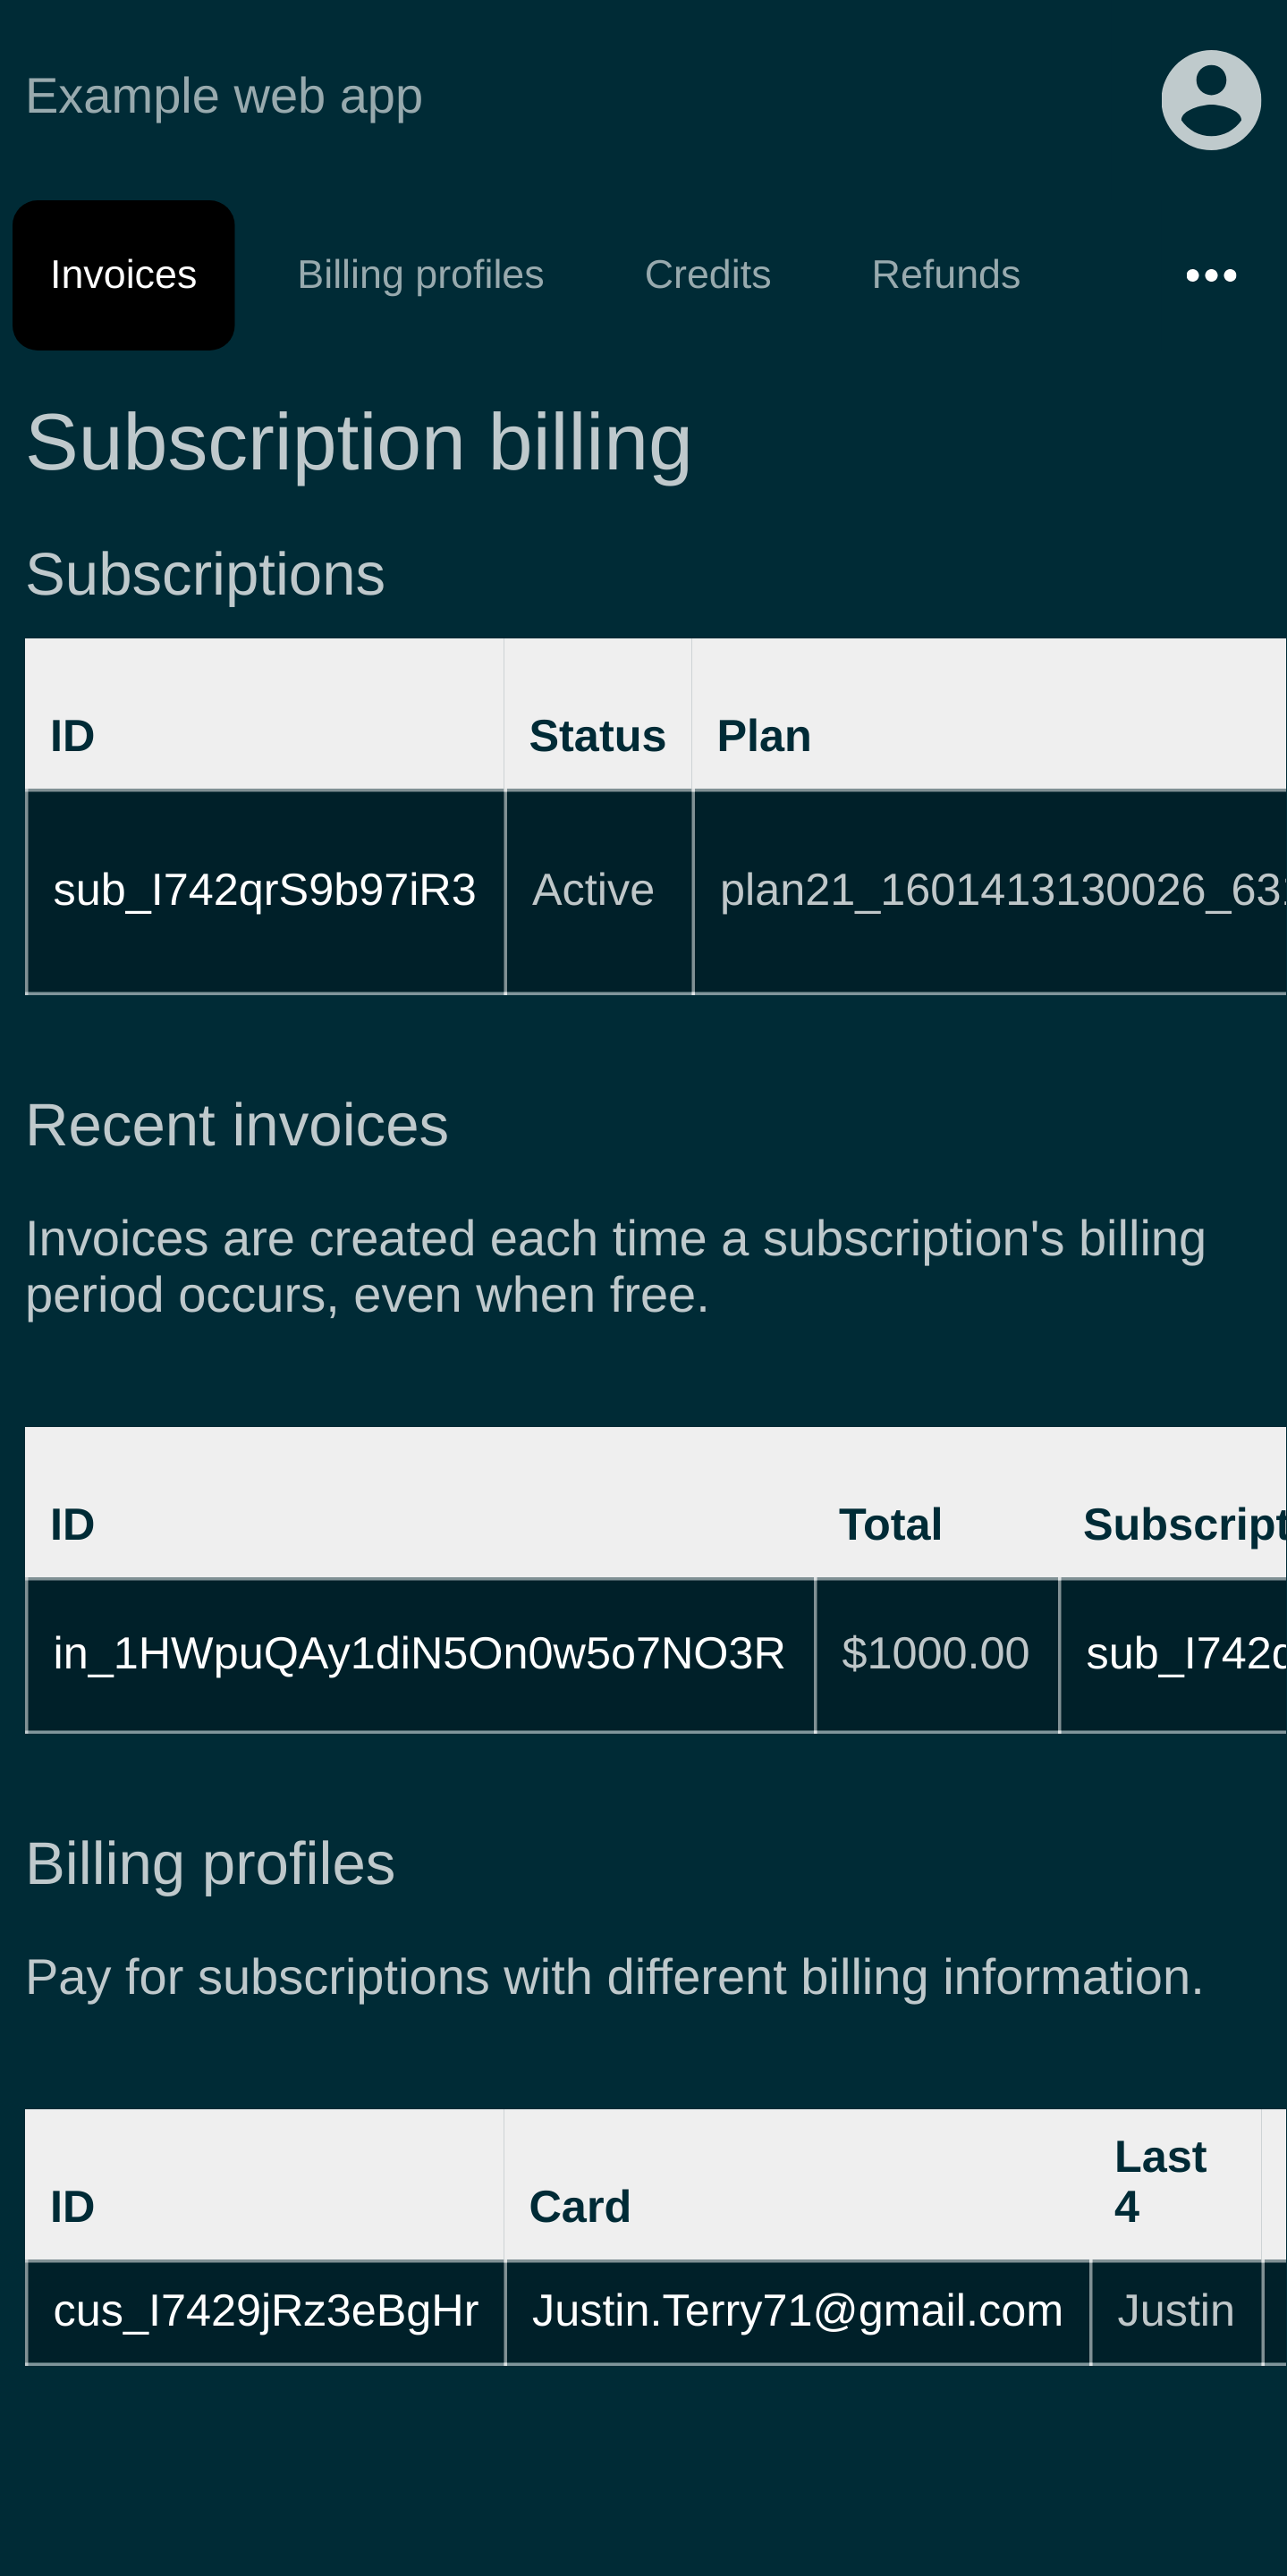 Example web app
Invoices Billing profiles Credits Refunds
Subscription billing
Subscriptions
ID Status Plan
sub_I742qrS9b97iR3 Active plan21_1601413130026_63
Recent invoices
Invoices are created each time a subscription's billing
period occurs, even when free.
ID Total Subscript
in_1HWpuQAy1diN5On0w5o7NO3R $1000.00 sub_I742
Billing profiles
Pay for subscriptions with different billing information.
ID Card Last
4
cus_I7429jRz3eBgHr Justin.Terry71@gmail.com Justin